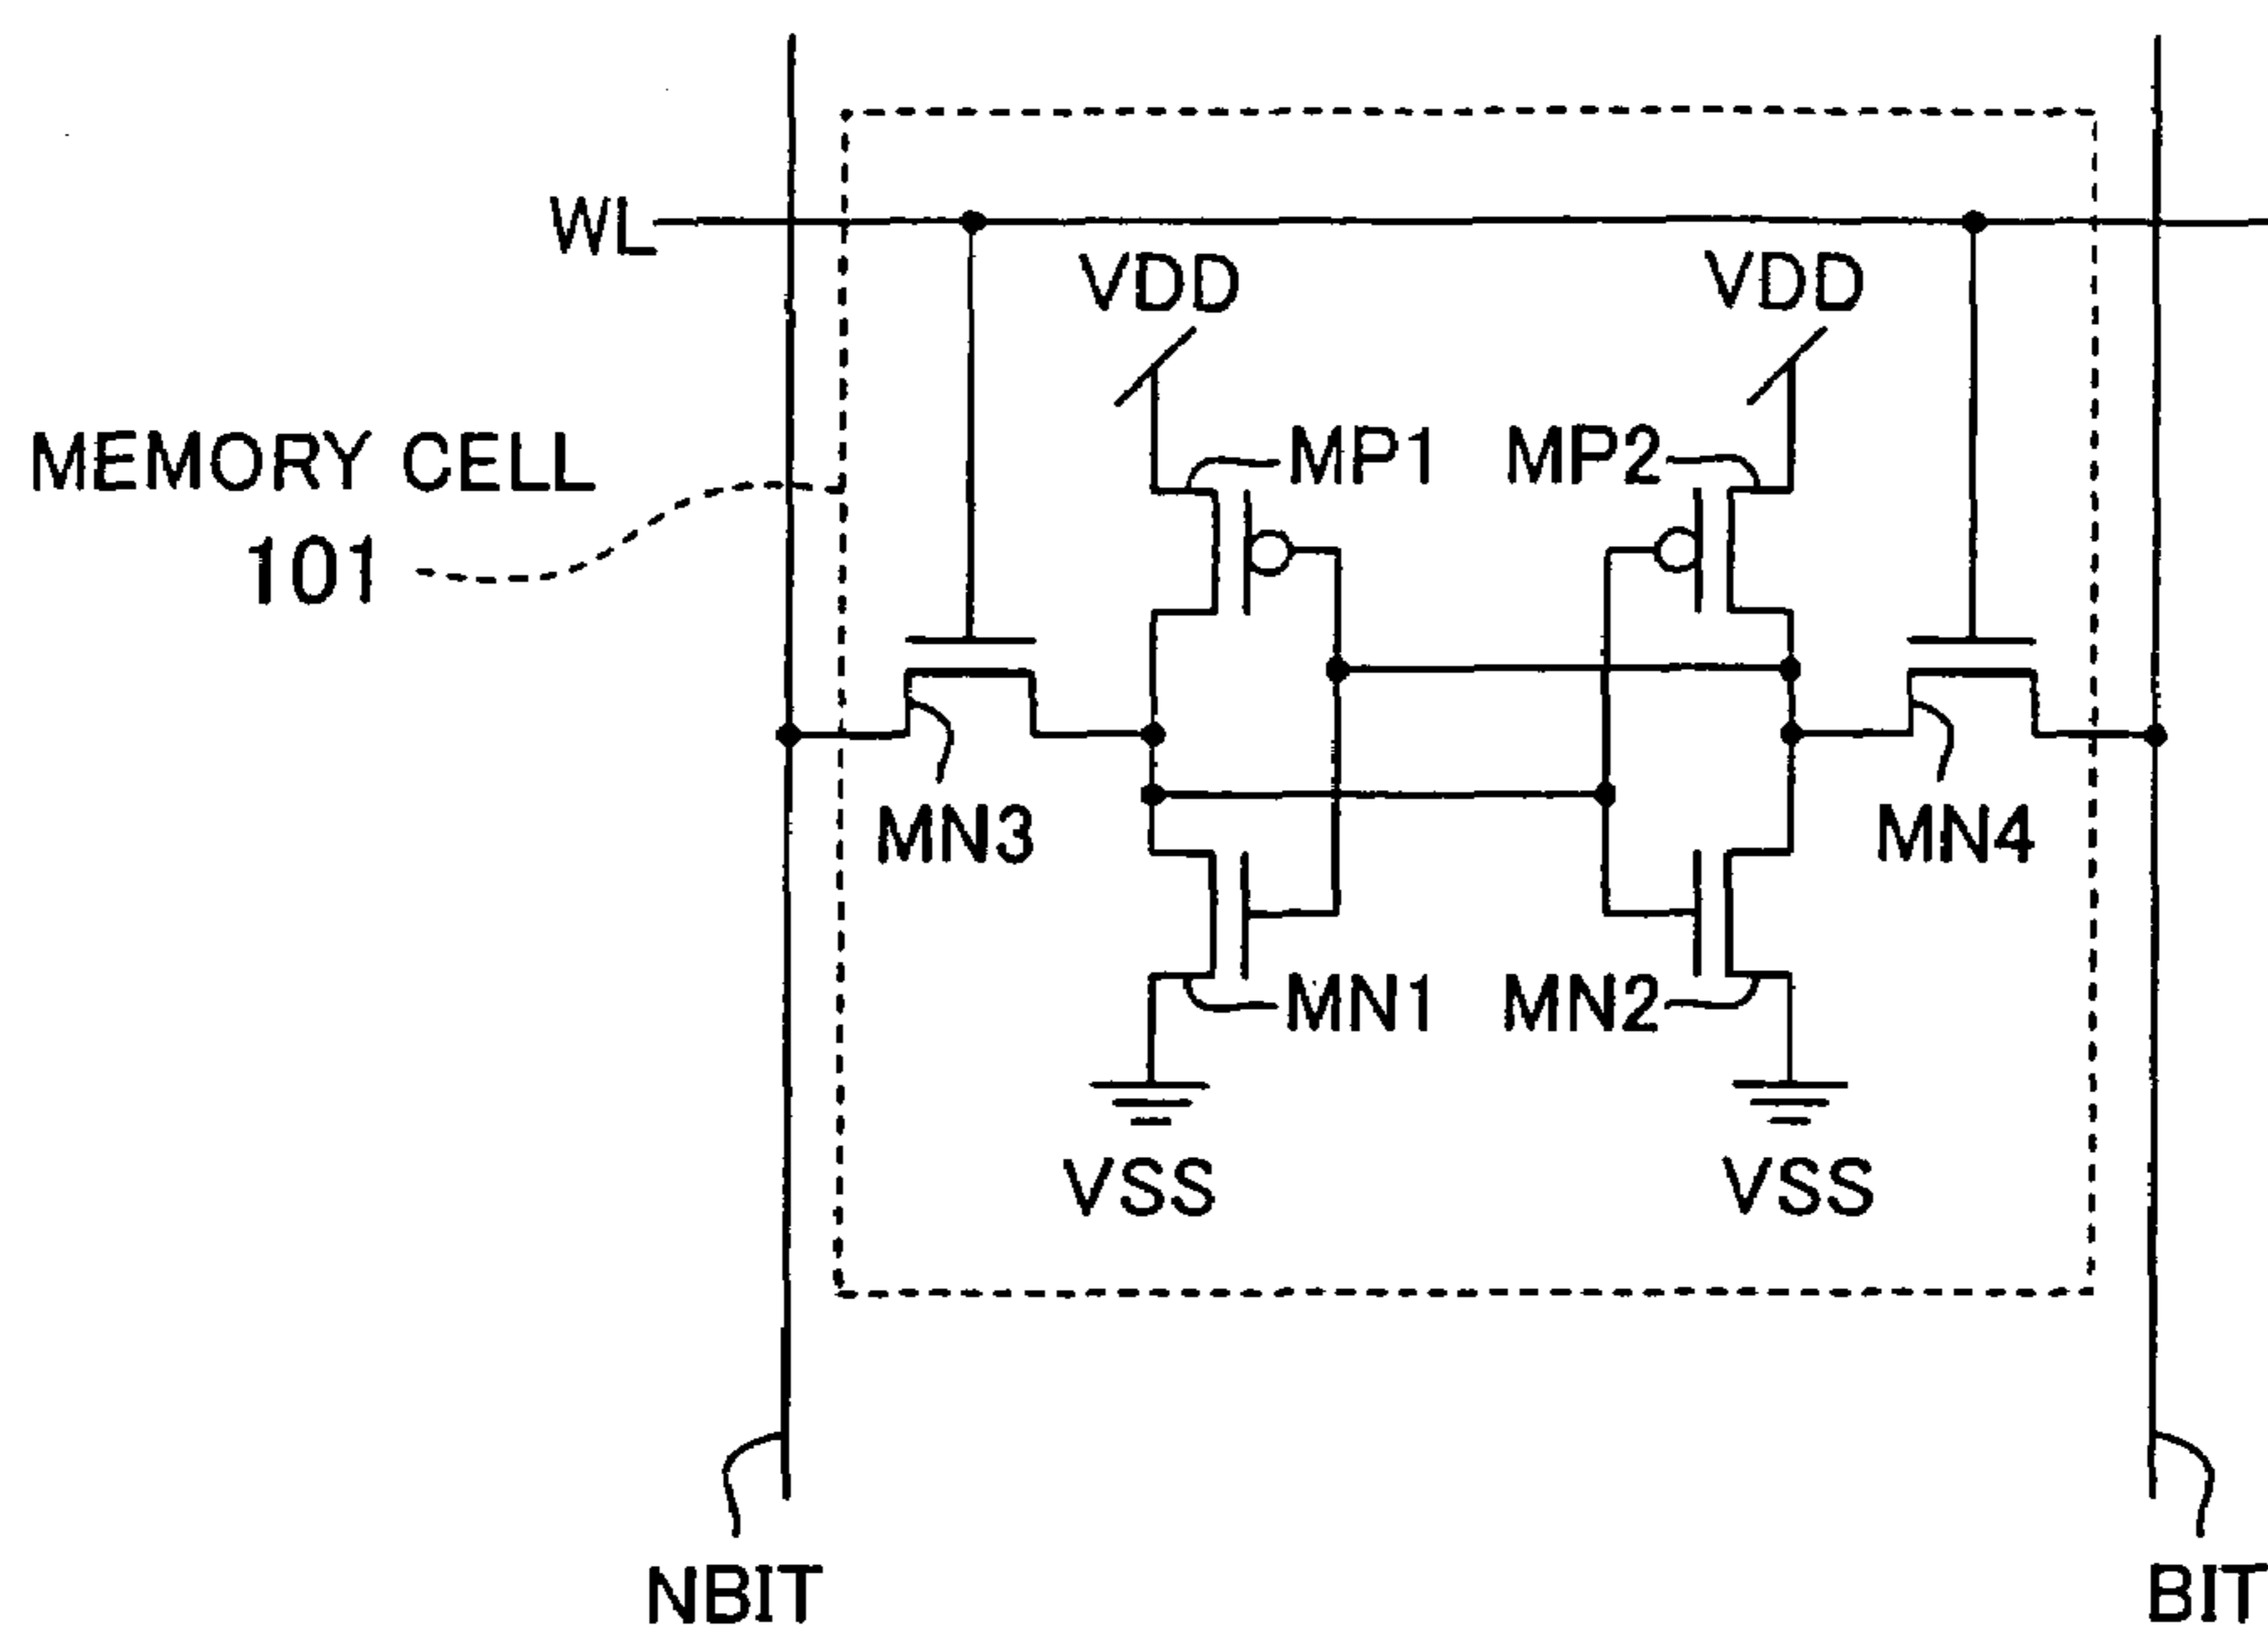 WL
VDD
VDD
MEMORY CELL
101
MP1
MP2
MN3
MN4
MN1
MN2
VSS
VSS
NBIT
BIT